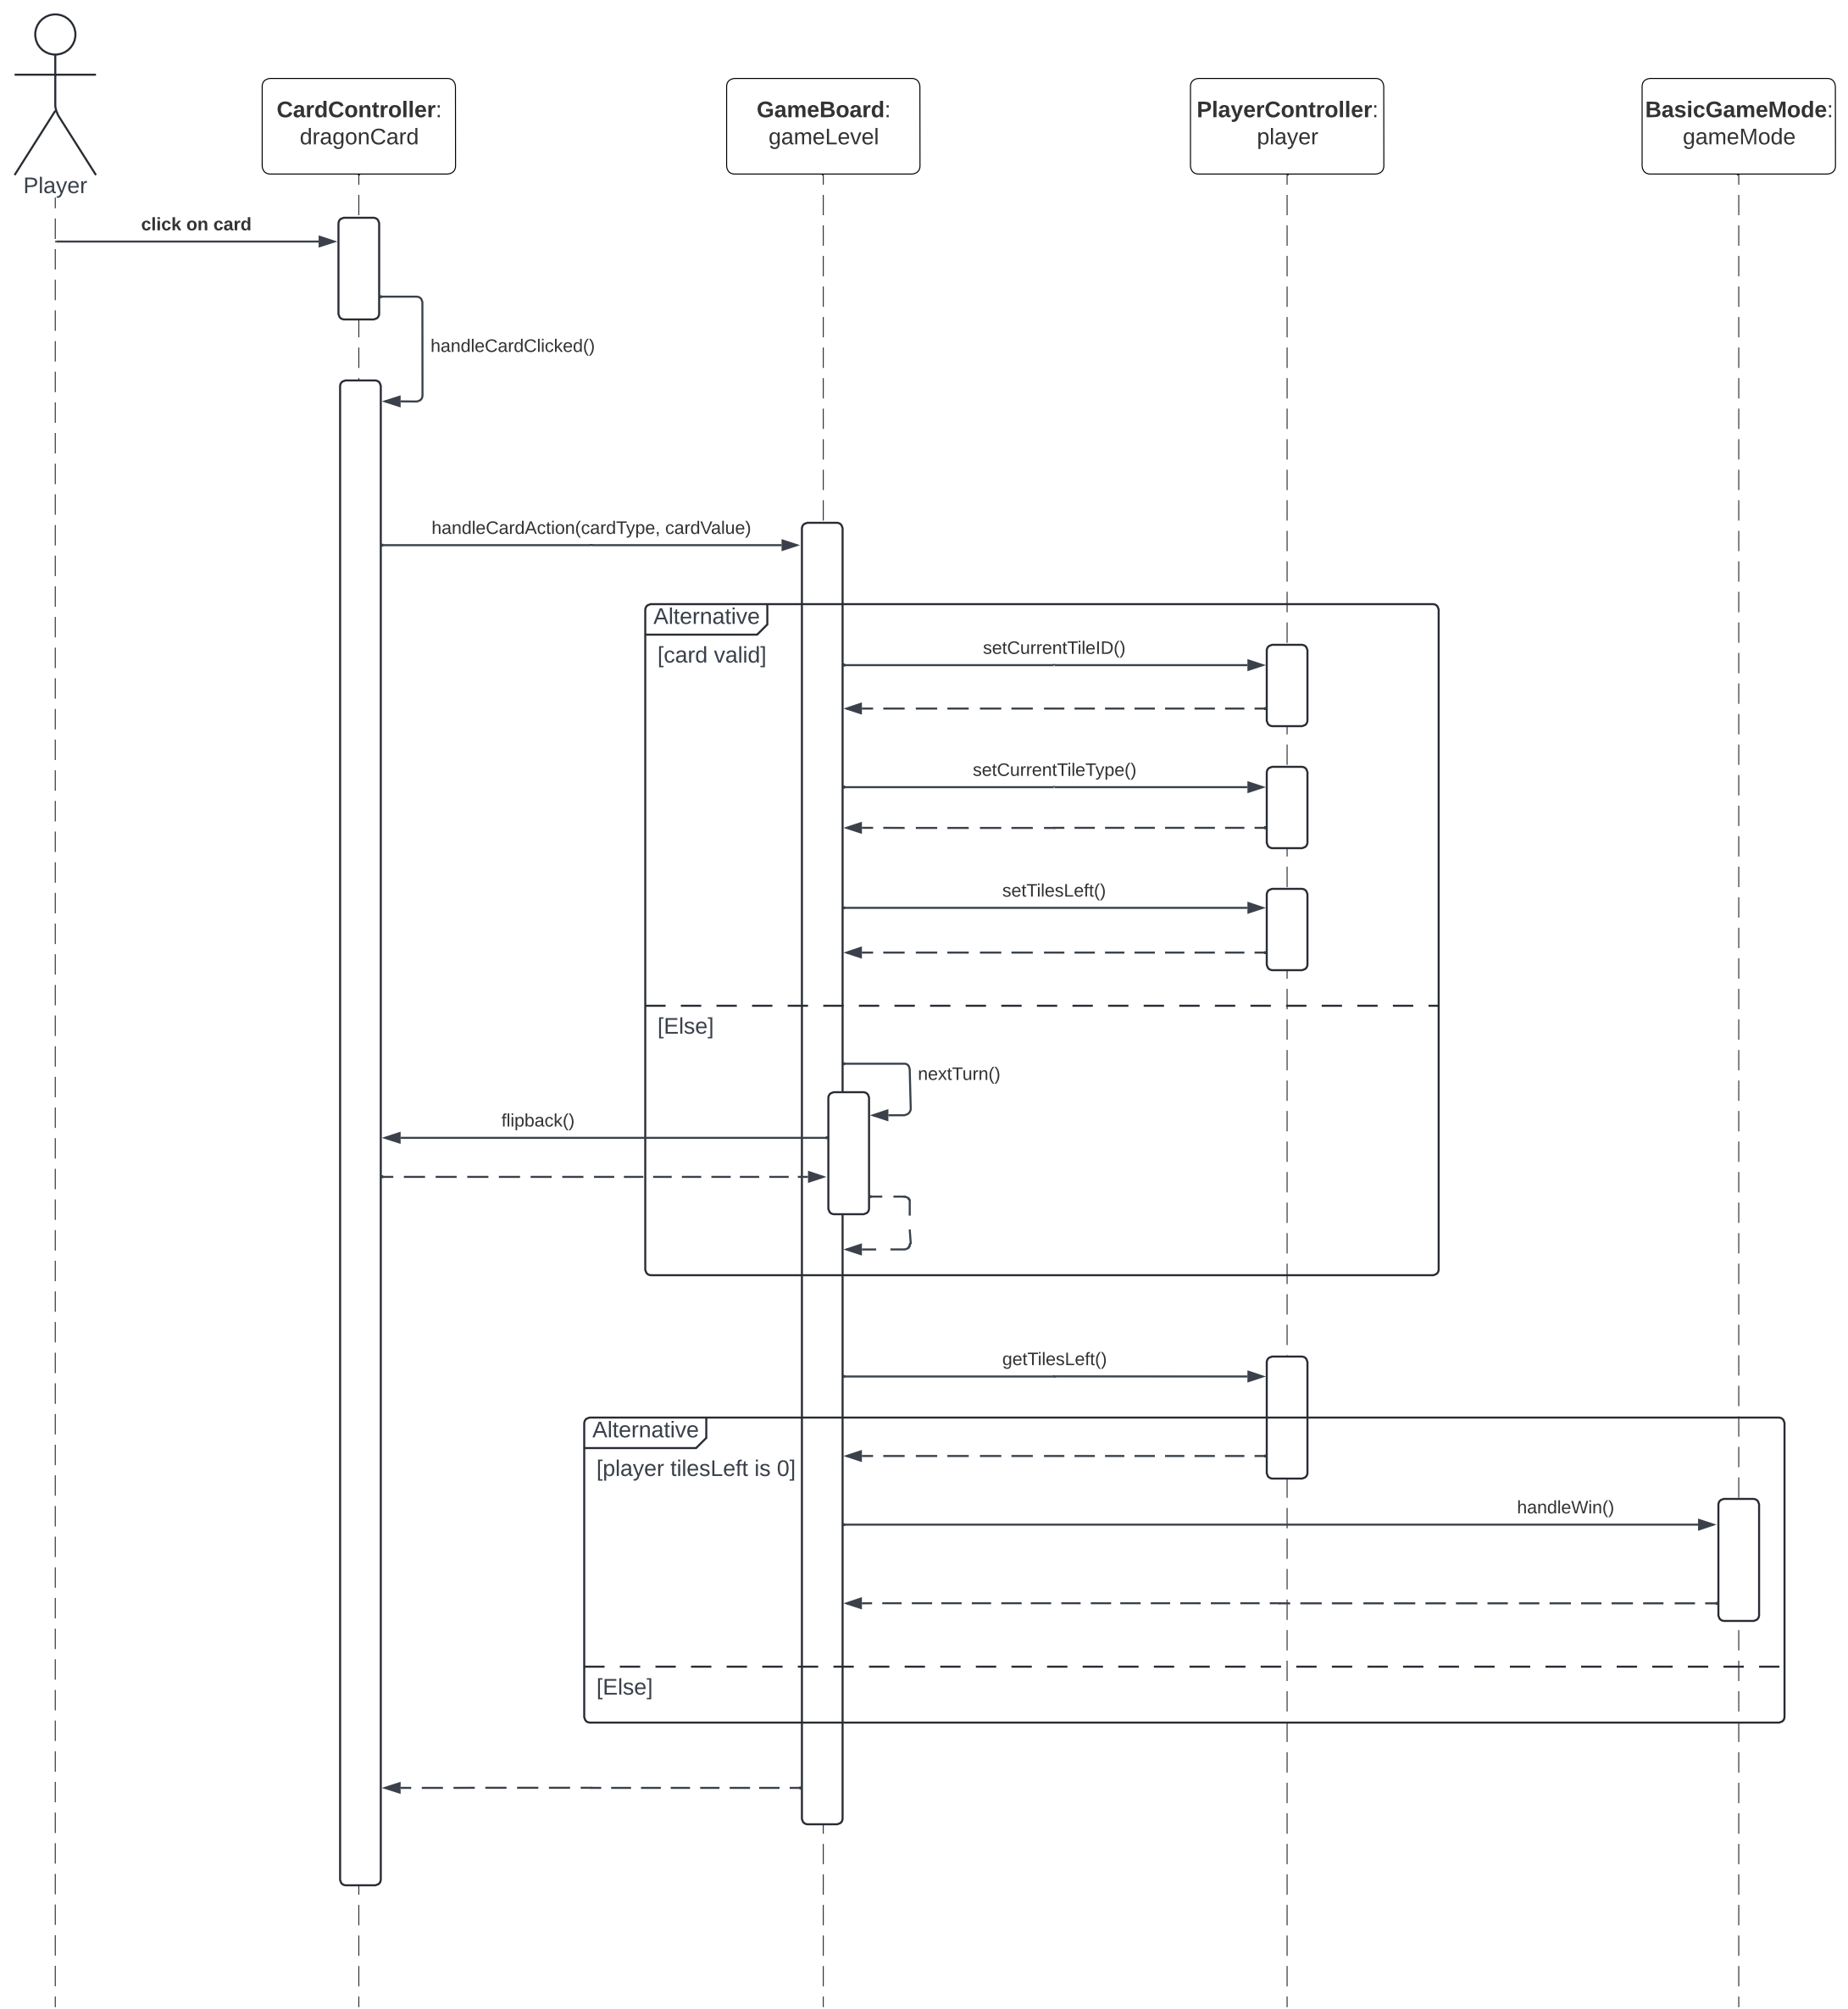 CardController:
dragonCard
GameBoard:
gameLevel
PlayerController:
player
BasicGameMode:
gameMode
Player
click on card
handleCardClicked()
handleCardAction(cardType, cardValue)
Alternative
[card valid]
setCurrentTileID()
setCurrentTileType()
setTilesLeft()
[Else]
nextTurn()
flipback()
getTilesLeft()
Alternative
[player tilesLeft is 0]
handleWin()
[Else]